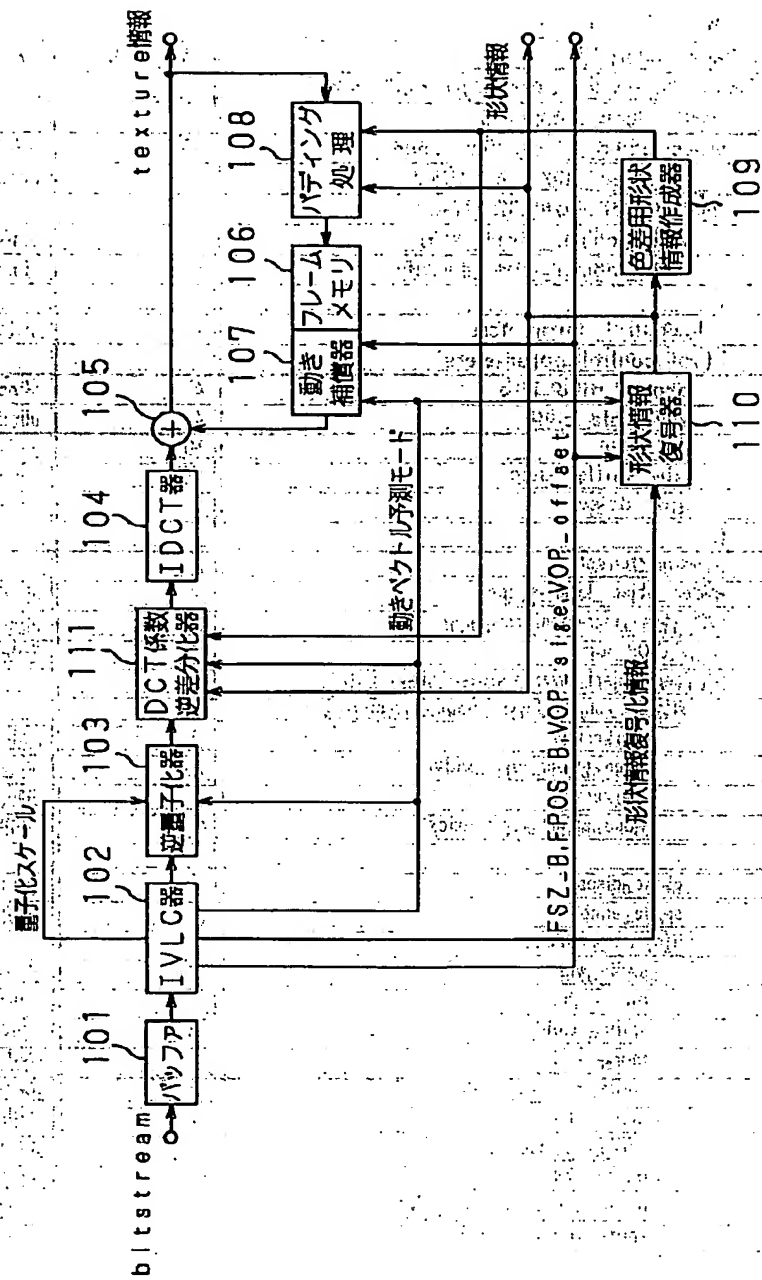 bitstream
101
バッファ
102
IVLC器
量子化スケール
103
逆量子化器
111
DCT係数
逆差分化器
104
IDCT器
105
+
texture情報
107
動き
補償器
106
フレーム
メモリ
108
パディング
処理
動きベクトル予測モード
形状情報
FSZ_B,FPOS_B,VOP_size,VOP_offset
形状情報復号化情報
形状情報
復号器
110
色差用形状
情報作成器
109